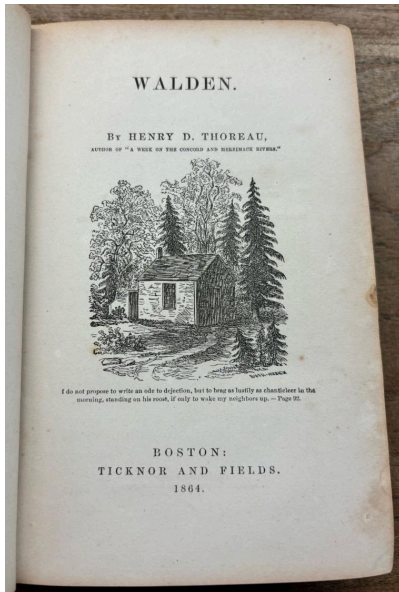 WALDEN.
BY HENRY D. THOREAU,
AUTHOR OF "A WEEK ON THE CONCORD AND MERRIMACK RIVERS."
I do not propose to write an ode to dejection, but to brag as lustily as chanticleer in the
morning, standing on his roost, if only to wake my neighbors up. — Page 92.
BOSTON:
TICKNOR AND FIELDS.
1864.